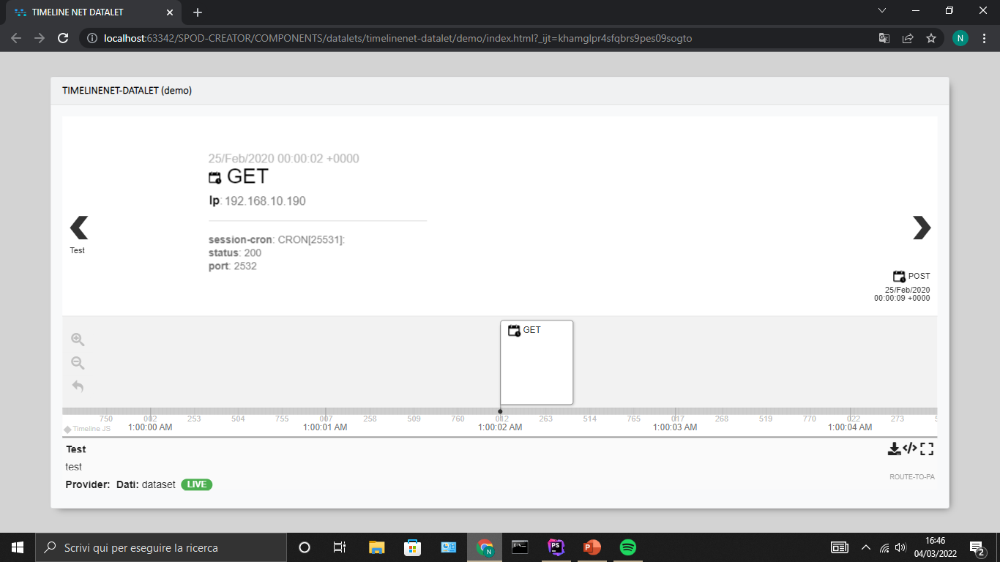 TIMELINE NET DATALET
localhost:63342/SPOD-CREATOR/COMPONENTS/datalets/timelinenet-datalet/demo/index.html?_ijt=khamglpr4sfqbrs9pes09sogto
N
TIMELINENET-DATALET (demo)
25/Feb/2020 00:00:02 +0000
GET
Ip: 192.168.10.190
session-cron: CRON[25531]:
status: 200
port: 2532
Test
POST
25/Feb/2020
00:00:09 +0000
GET
750 002 253 504 755 007 258 509 760 012 263 514 765 017 268 519 770 022 273
Timeline JS
1:00:00 AM 1:00:01 AM 1:00:02 AM 1:00:03 AM 1:00:04 AM
Test
test
Provider: Dati: dataset LIVE
ROUTE-TO-PA
Scrivi qui per eseguire la ricerca
N
PS
P
16:46
04/03/2022
2